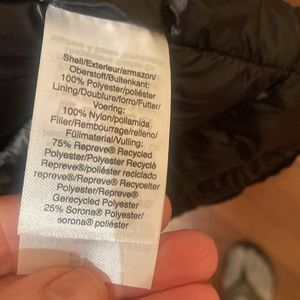 Shell/Exterieur/armazon/
Oberstoff/Buitenkant:
100% Polyester/poliéster
Lining/Doublure/forro/Futter/
Voering:
100% Nylon/poliamida
Filler/Rembourrage/relleno/
Füllmaterial/Vulling:
75% Repreve® Recycled
Polyester/Polyester Recyclé
Repreve®/poliéster reciclado
repreve®/Repreve® Recycelter
Polyester/Repreve®
Gerecycled Polyester
25% Sorona® Polyester/
sorona® poliéster